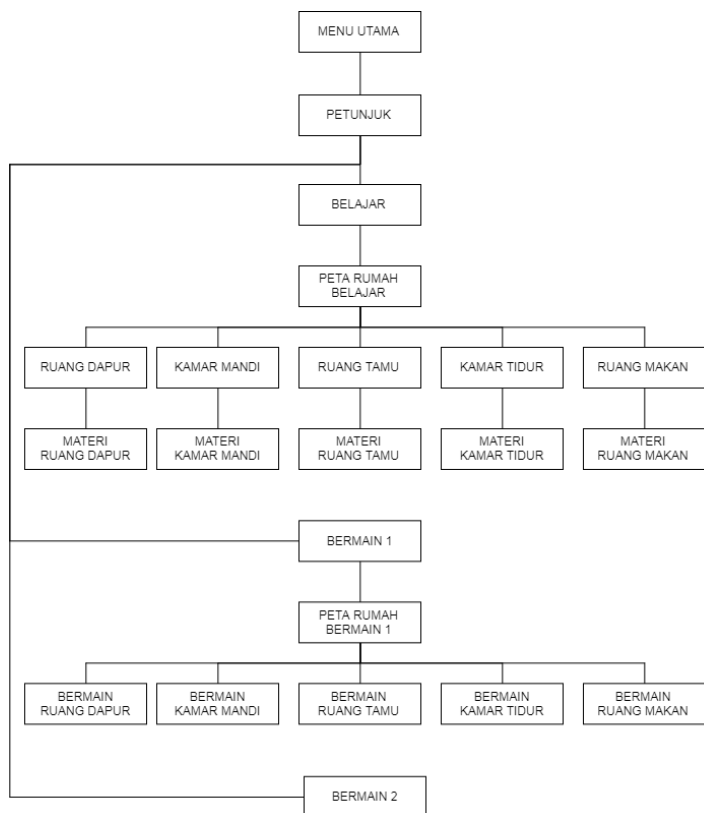 MENU UTAMA
PETUNJUK
BELAJAR
PETA RUMAH
BELAJAR
RUANG DAPUR
KAMAR MANDI
RUANG TAMU
KAMAR TIDUR
RUANG MAKAN
MATERI
RUANG DAPUR
MATERI
KAMAR MANDI
MATERI
RUANG TAMU
MATERI
KAMAR TIDUR
MATERI
RUANG MAKAN
BERMAIN 1
PETA RUMAH
BERMAIN 1
BERMAIN
RUANG DAPUR
BERMAIN
KAMAR MANDI
BERMAIN
RUANG TAMU
BERMAIN
KAMAR TIDUR
BERMAIN
RUANG MAKAN
BERMAIN 2